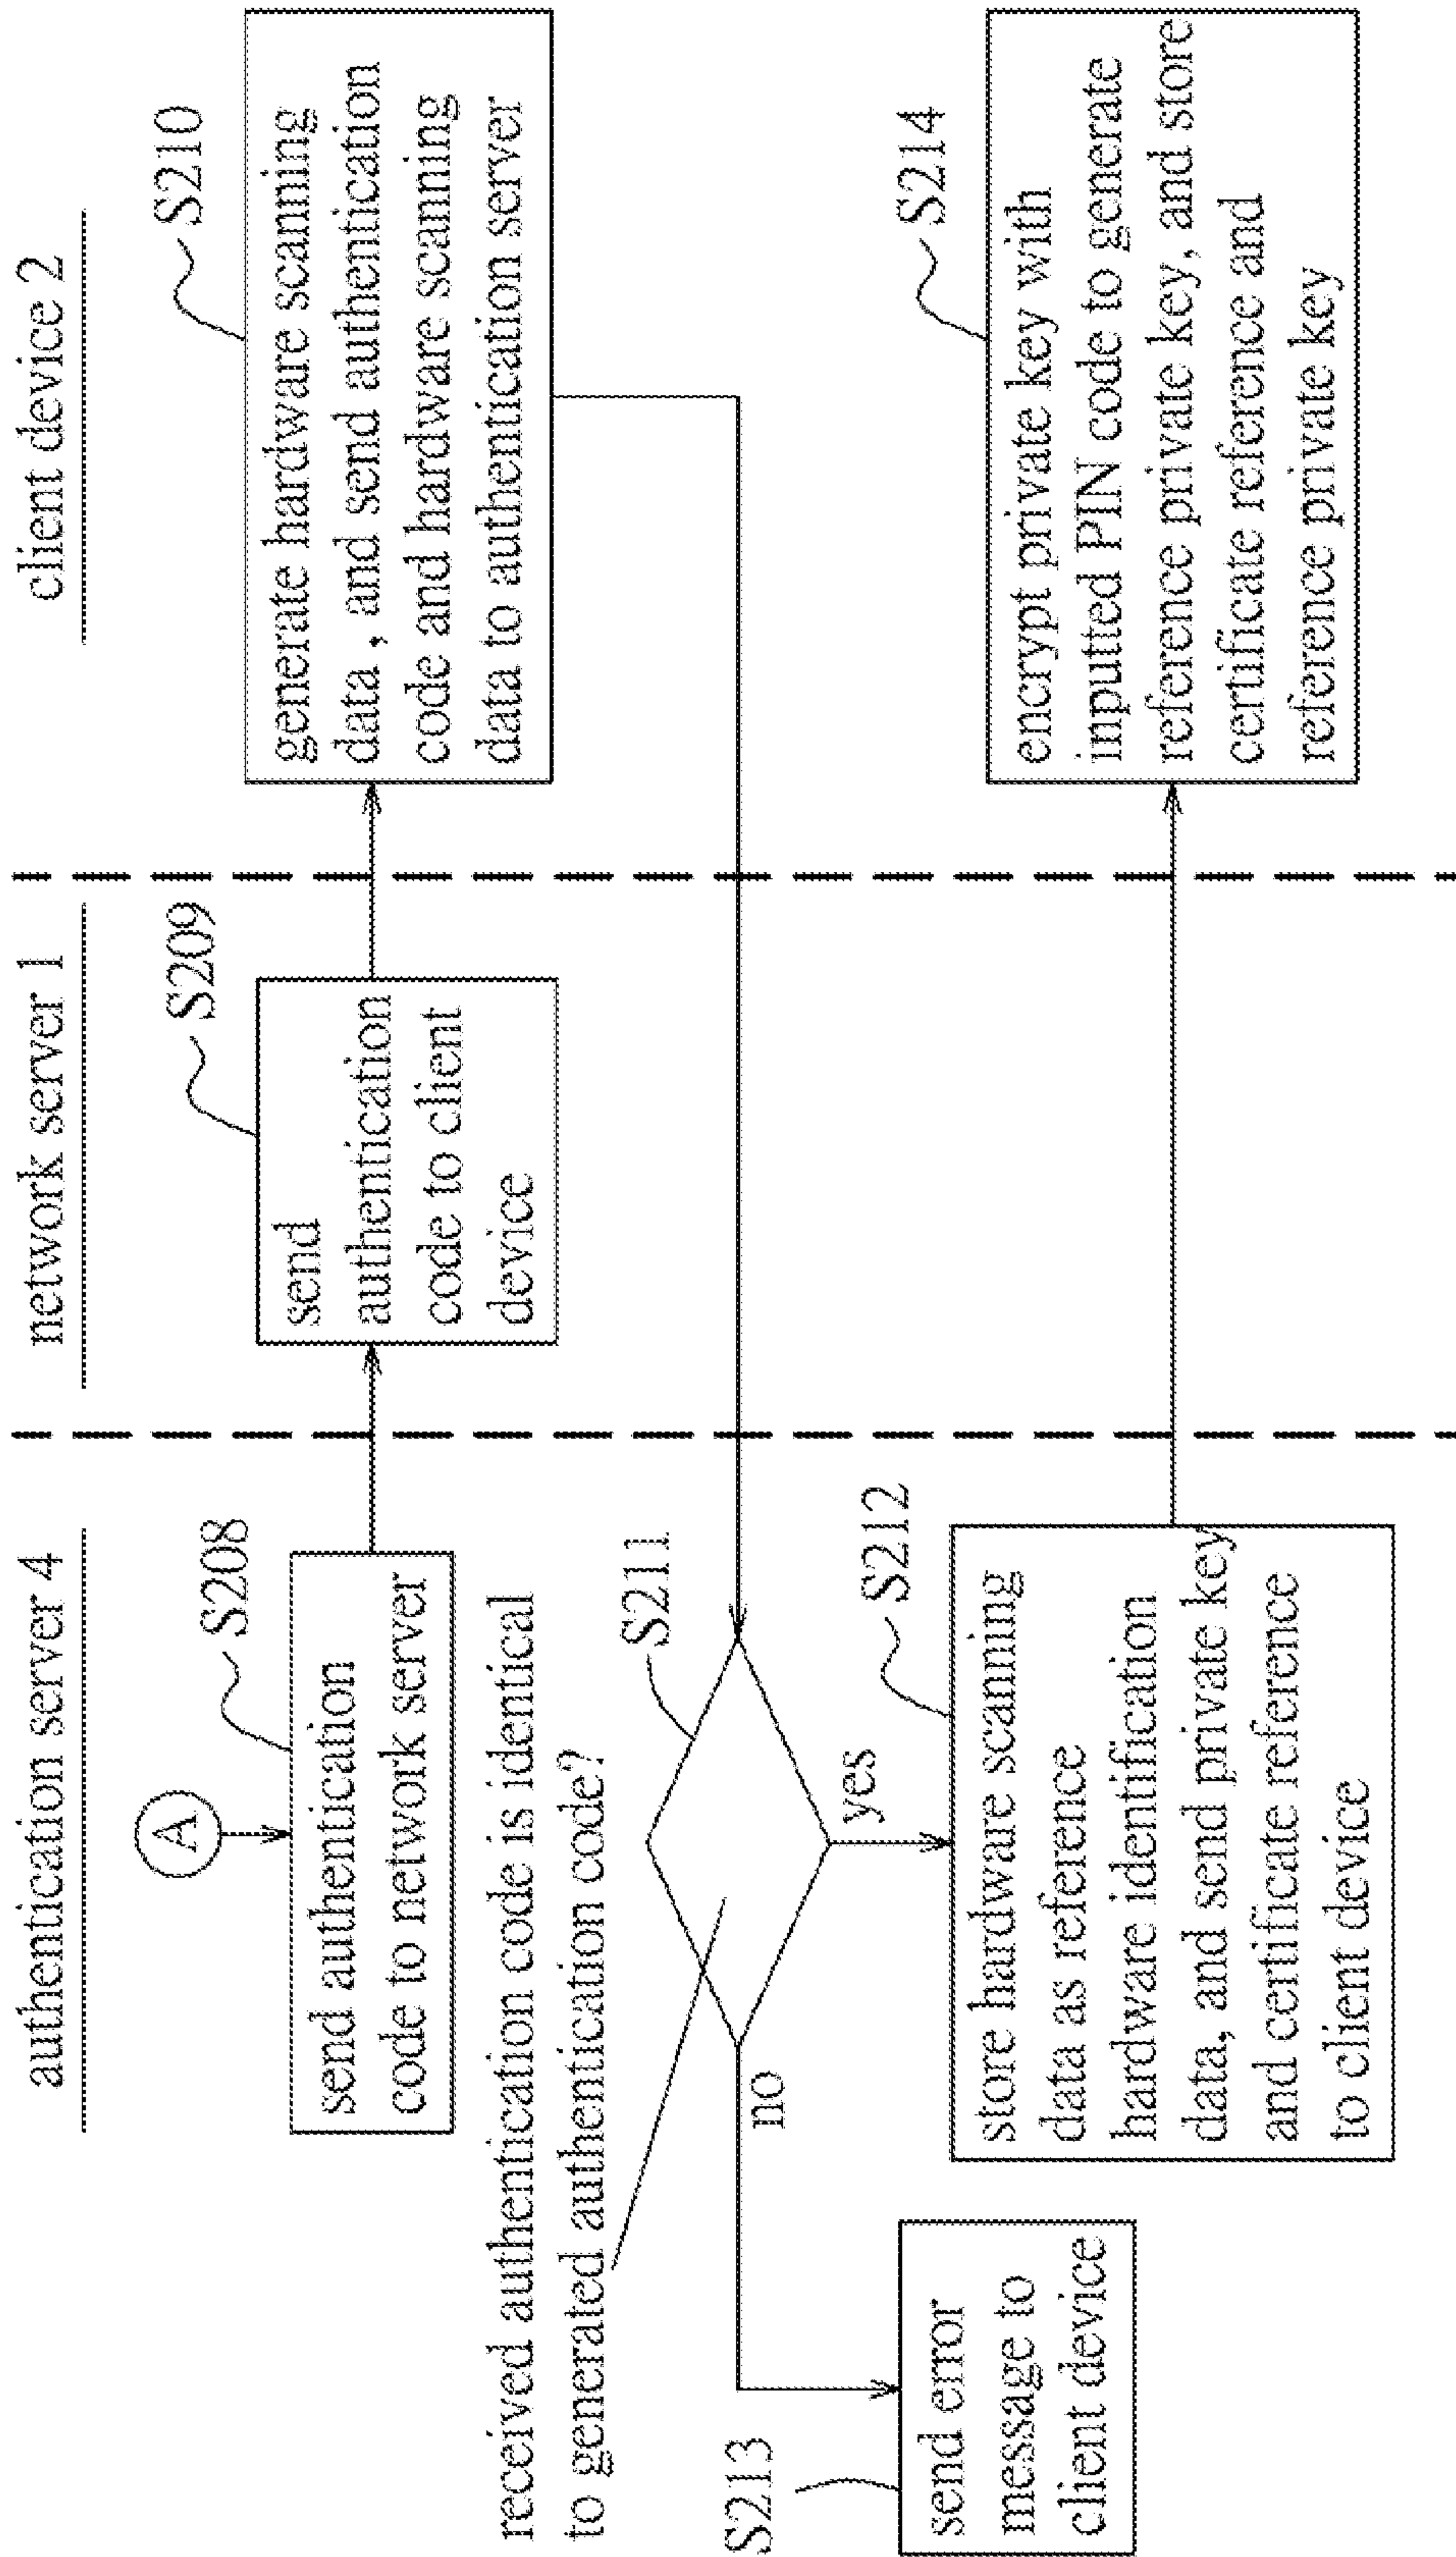 authentication server 4
network server 1
client device 2
A
S208
send authentication
code to network server
S209
send
authentication
code to client
device
S210
generate hardware scanning
data , and send authentication
code and hardware scanning
data to authentication server
received authentication code is identical
to generated authentication code?
S211
no
yes
S213
send error
message to
client device
S212
store hardware scanning
data as reference
hardware identification
data, and send private key
and certificate reference
to client device
S214
encrypt private key with
inputted PIN code to generate
reference private key, and store
certificate reference and
reference private key